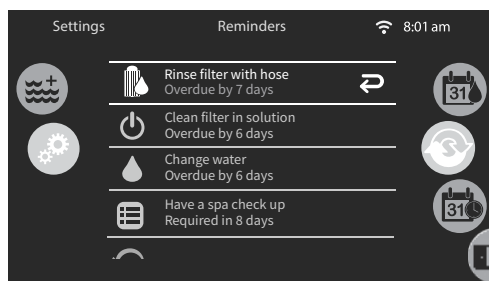 Settings
Reminders
8:01 am
Rinse filter with hose
Overdue by 7 days
31
Clean filter in solution
Overdue by 6 days
Change water
Overdue by 6 days
Have a spa check up
Required in 8 days
31